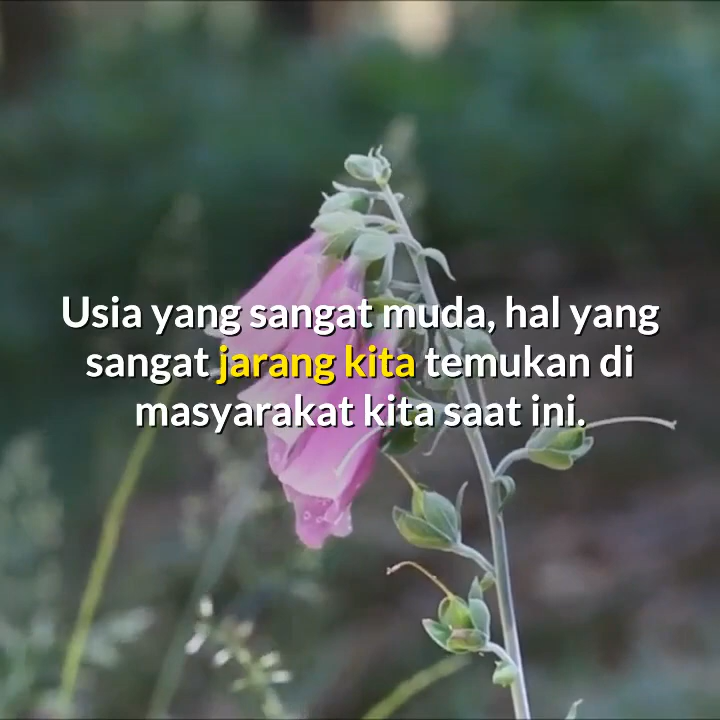 Usia yang sangat muda, hal yang
sangat jarang kita temukan di
masyarakat kita saat ini.